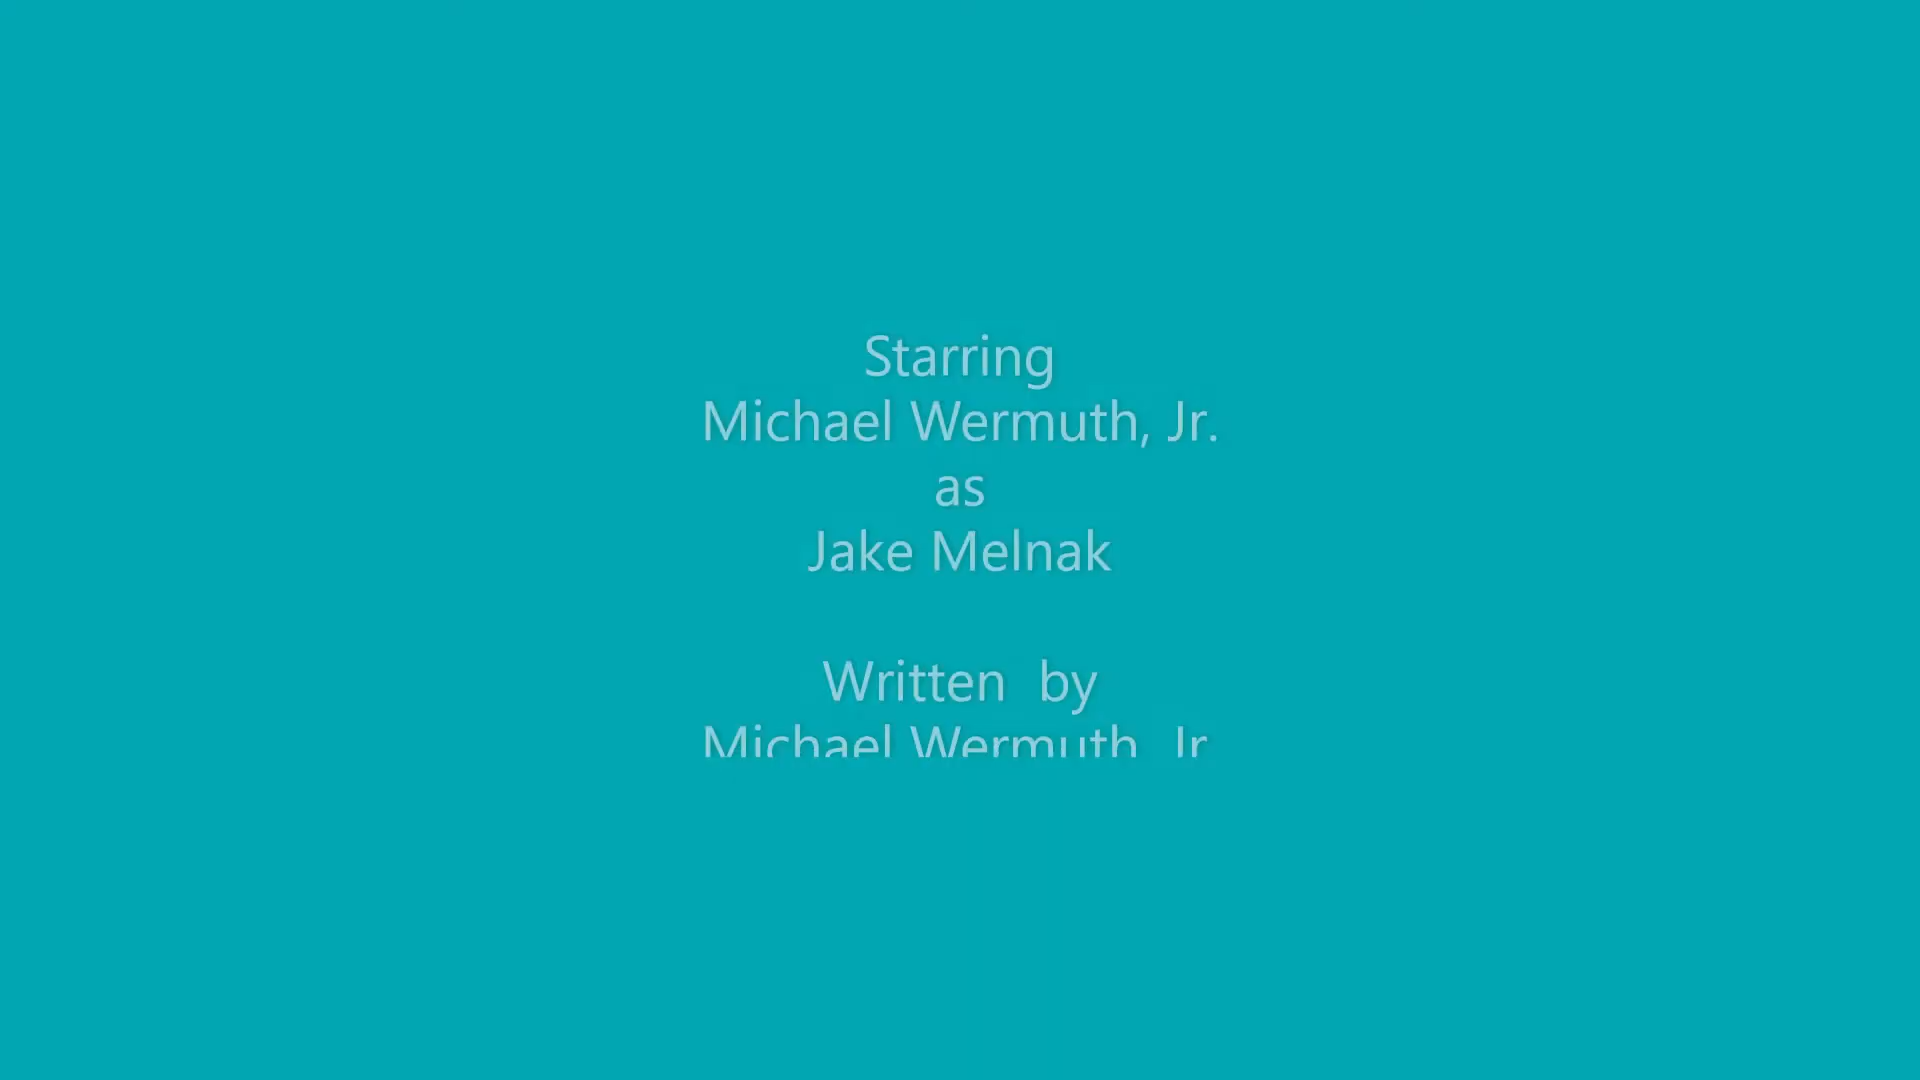 Starring
Michael Wermuth, Jr.
as
Jake Melnak
Written by
Michael Wermuth, Jr.